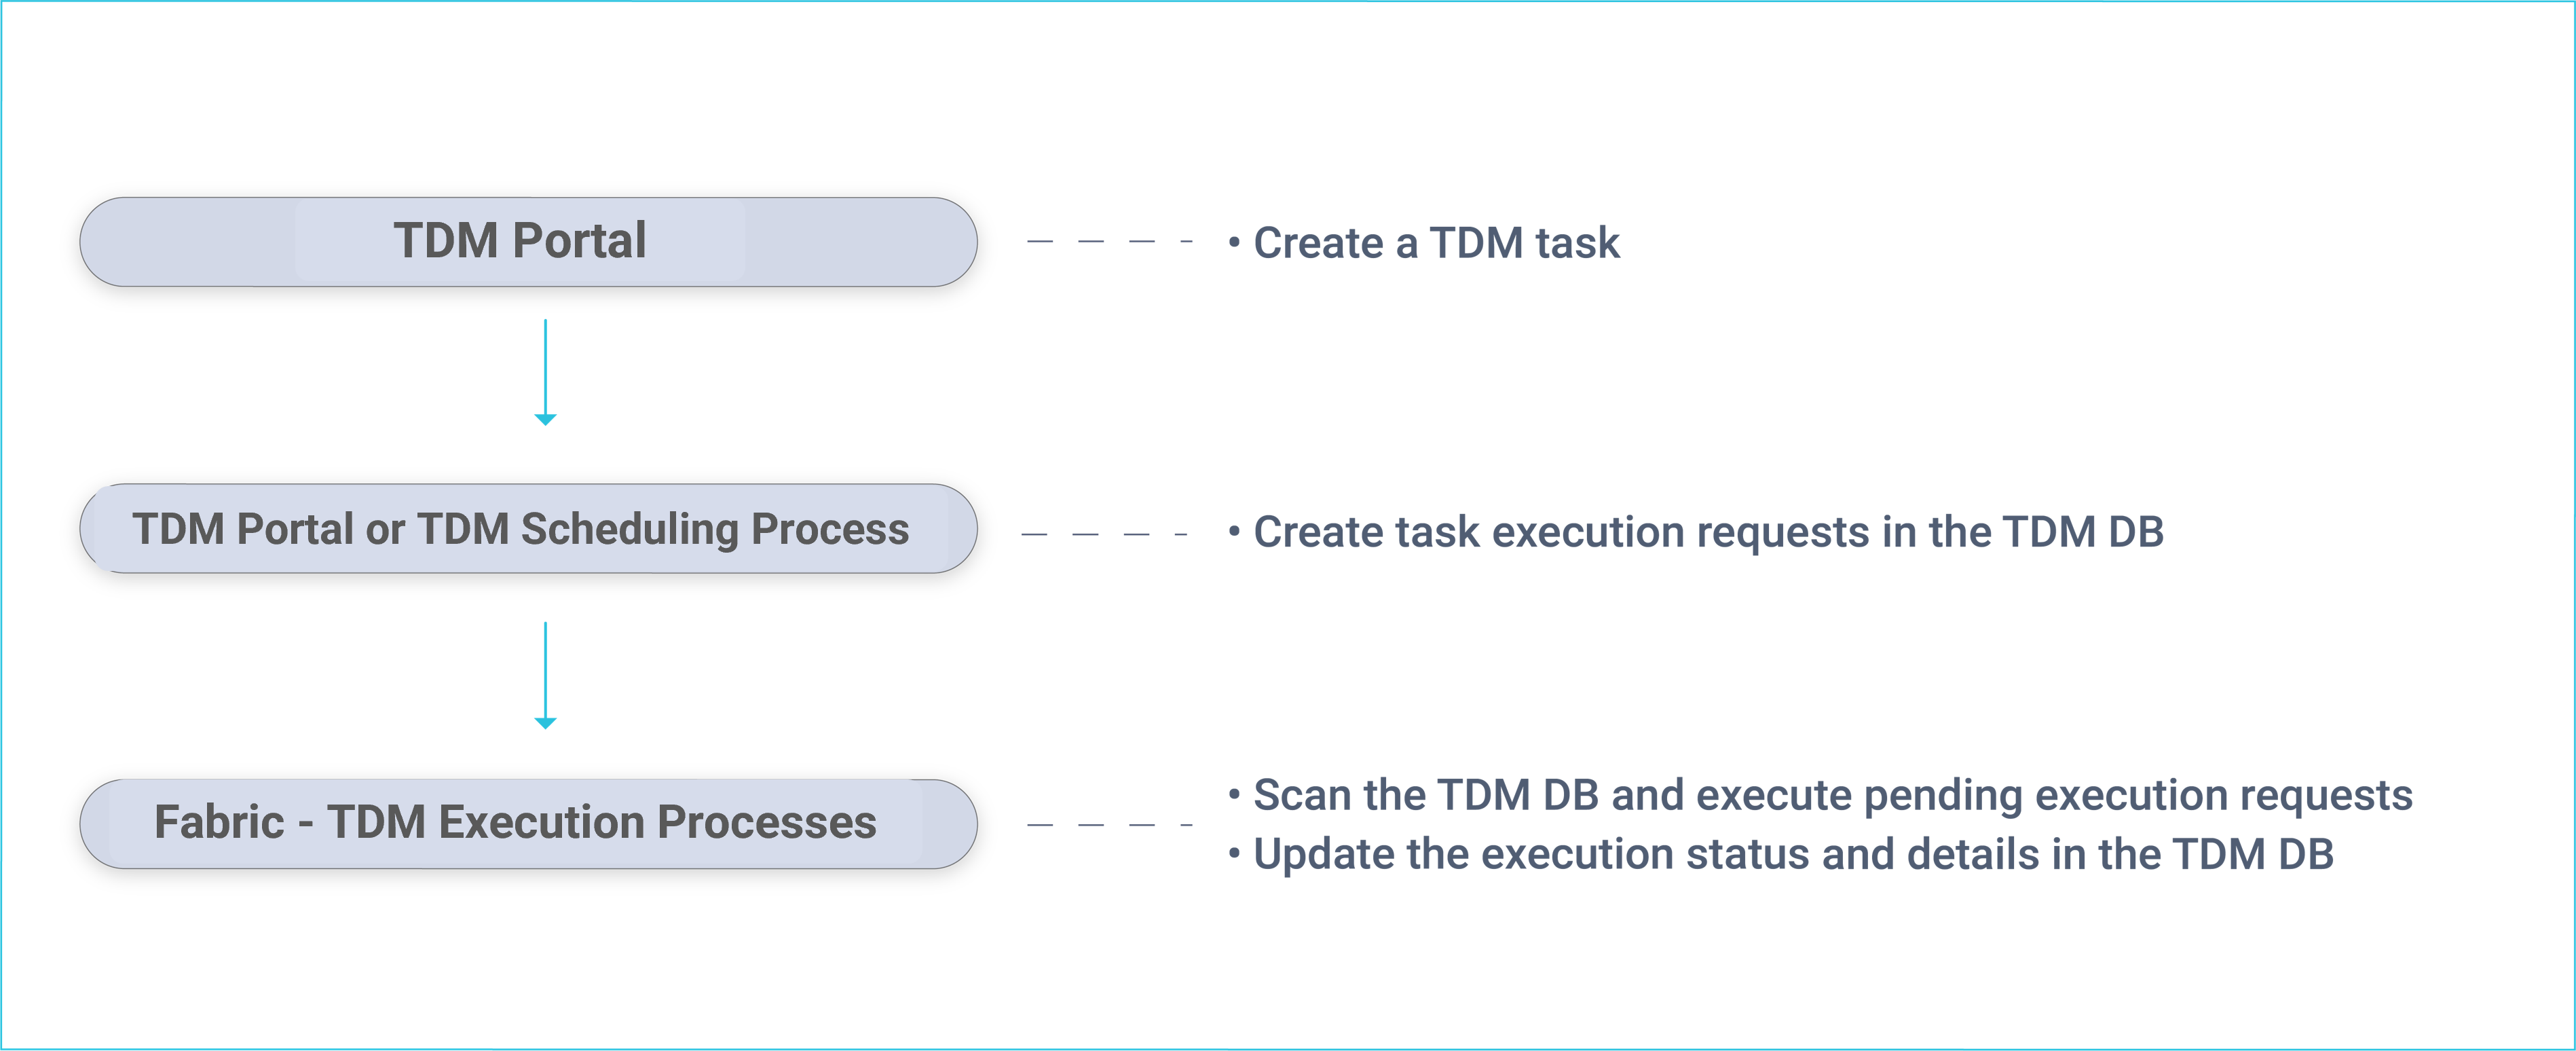 TDM Portal
• Create a TDM task
TDM Portal or TDM Scheduling Process
• Create task execution requests in the TDM DB
Fabric - TDM Execution Processes
• Scan the TDM DB and execute pending execution requests
• Update the execution status and details in the TDM DB